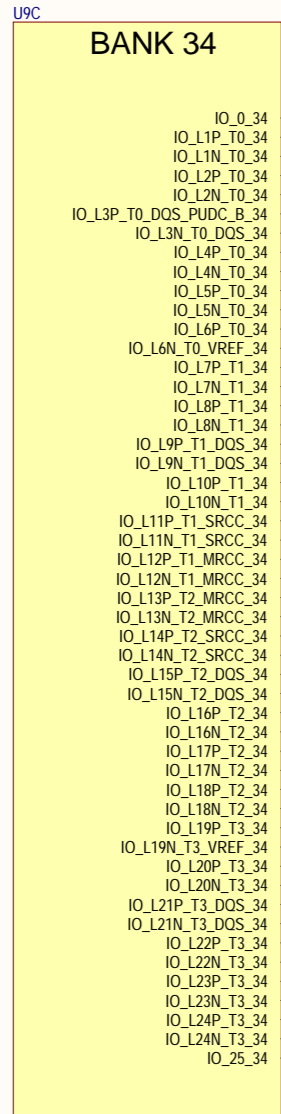 U9C
BANK 34
IO_0_34
IO_L1P_T0_34
IO_L1N_T0_34
IO_L2P_T0_34
IO_L2N_T0_34
IO_L3P_T0_DQS_PUDC_B_34
IO_L3N_T0_DQS_34
IO_L4P_T0_34
IO_L4N_T0_34
IO_L5P_T0_34
IO_L5N_T0_34
IO_L6P_T0_34
IO_L6N_T0_VREF_34
IO_L7P_T1_34
IO_L7N_T1_34
IO_L8P_T1_34
IO_L8N_T1_34
IO_L9P_T1_DQS_34
IO_L9N_T1_DQS_34
IO_L10P_T1_34
IO_L10N_T1_34
IO_L11P_T1_SRCC_34
IO_L11N_T1_SRCC_34
IO_L12P_T1_MRCC_34
IO_L12N_T1_MRCC_34
IO_L13P_T2_MRCC_34
IO_L13N_T2_MRCC_34
IO_L14P_T2_SRCC_34
IO_L14N_T2_SRCC_34
IO_L15P_T2_DQS_34
IO_L15N_T2_DQS_34
IO_L16P_T2_34
IO_L16N_T2_34
IO_L17P_T2_34
IO_L17N_T2_34
IO_L18P_T2_34
IO_L18N_T2_34
IO_L19P_T3_34
IO_L19N_T3_VREF_34
IO_L20P_T3_34
IO_L20N_T3_34
IO_L21P_T3_DQS_34
IO_L21N_T3_DQS_34
IO_L22P_T3_34
IO_L22N_T3_34
IO_L23P_T3_34
IO_L23N_T3_34
IO_L24P_T3_34
IO_L24N_T3_34
IO_25_34